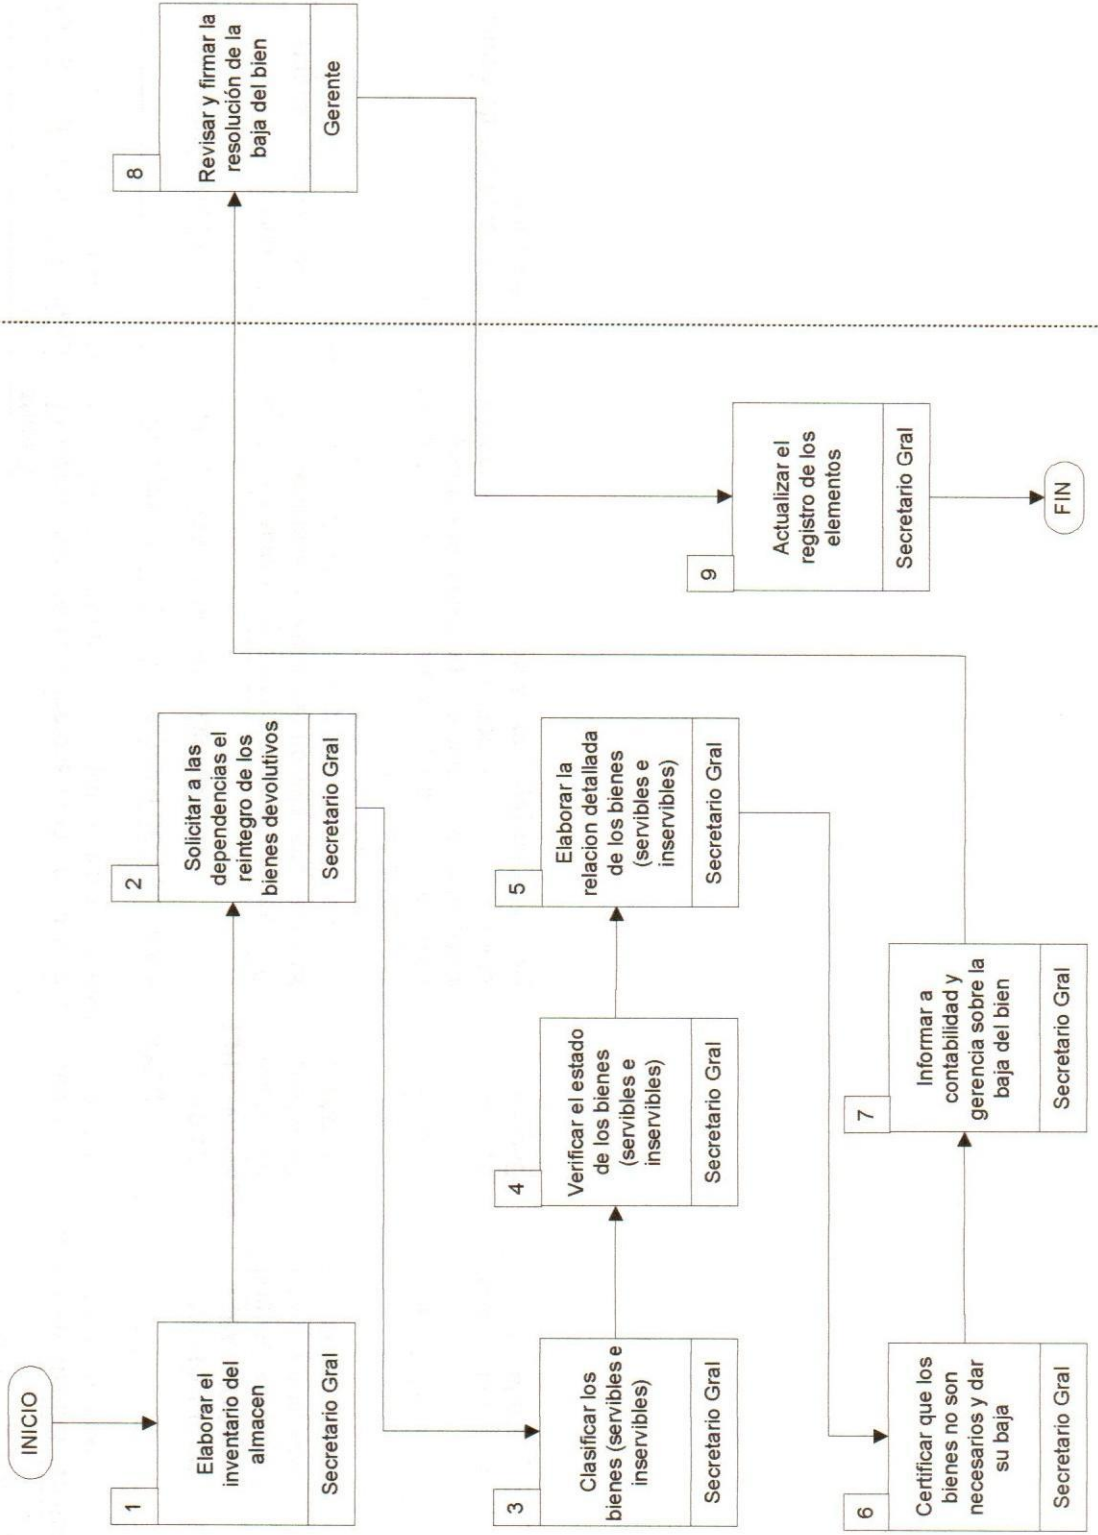 INICIO
1
Elaborar el
inventario del
almacen
Secretario Gral
2
Solicitar a las
dependencias el
reintegro de los
bienes devolutivos
Secretario Gral
3
Clasificar los
bienes (servibles e
inservibles)
Secretario Gral
4
Verificar el estado
de los bienes
(servibles e
inservibles)
Secretario Gral
5
Elaborar la
relacion detallada
de los bienes
(servibles e
inservibles)
Secretario Gral
6
Certificar que los
bienes no son
necesarios y dar
su baja
Secretario Gral
7
Informar a
contabilidad y
gerencia sobre la
baja del bien
Secretario Gral
8
Revisar y firmar la
resolución de la
baja del bien
Gerente
9
Actualizar el
registro de los
elementos
Secretario Gral
FIN